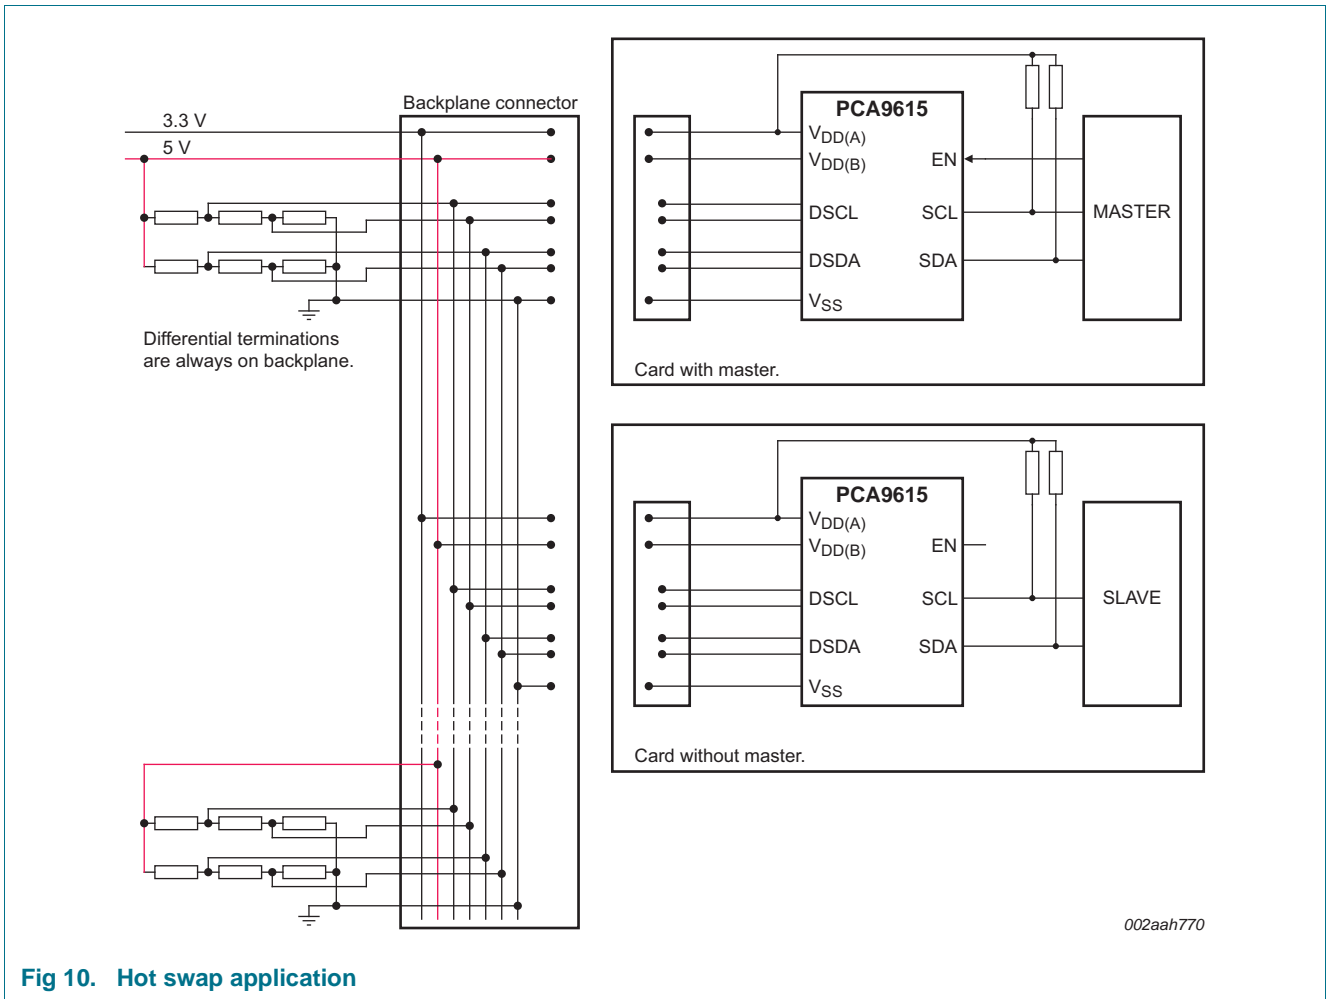 Backplane connector
3.3 V
5 V
Differential terminations
are always on backplane.
PCA9615
VDD(A)
VDD(B)
EN
DSCL
SCL
DSDA
SDA
VSS
MASTER
Card with master.
PCA9615
VDD(A)
VDD(B)
EN
DSCL
SCL
DSDA
SDA
VSS
SLAVE
Card without master.
002aah770
Fig 10. Hot swap application